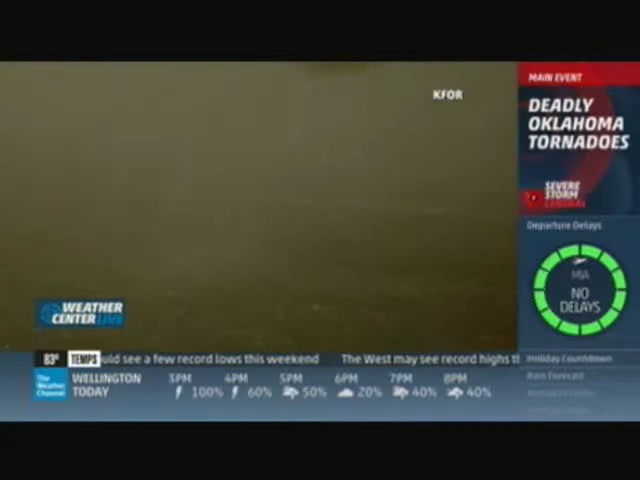 KFOR
MAIN EVENT
DEADLY
OKLAHOMA
TORNADOES
SEVERE
STORM
CENTRAL
Departure Delays
MIA
NO
DELAYS
WEATHER
CENTER LIVE
83° TEMPS uld see a few record lows this weekend The West may see record highs t
Holiday Countdown
The
Weather
Channel
WELLINGTON 3PM 4PM 5PM 6PM 7PM 8PM
TODAY 100% 60% 50% 20% 40% 40%
Rain Forecast